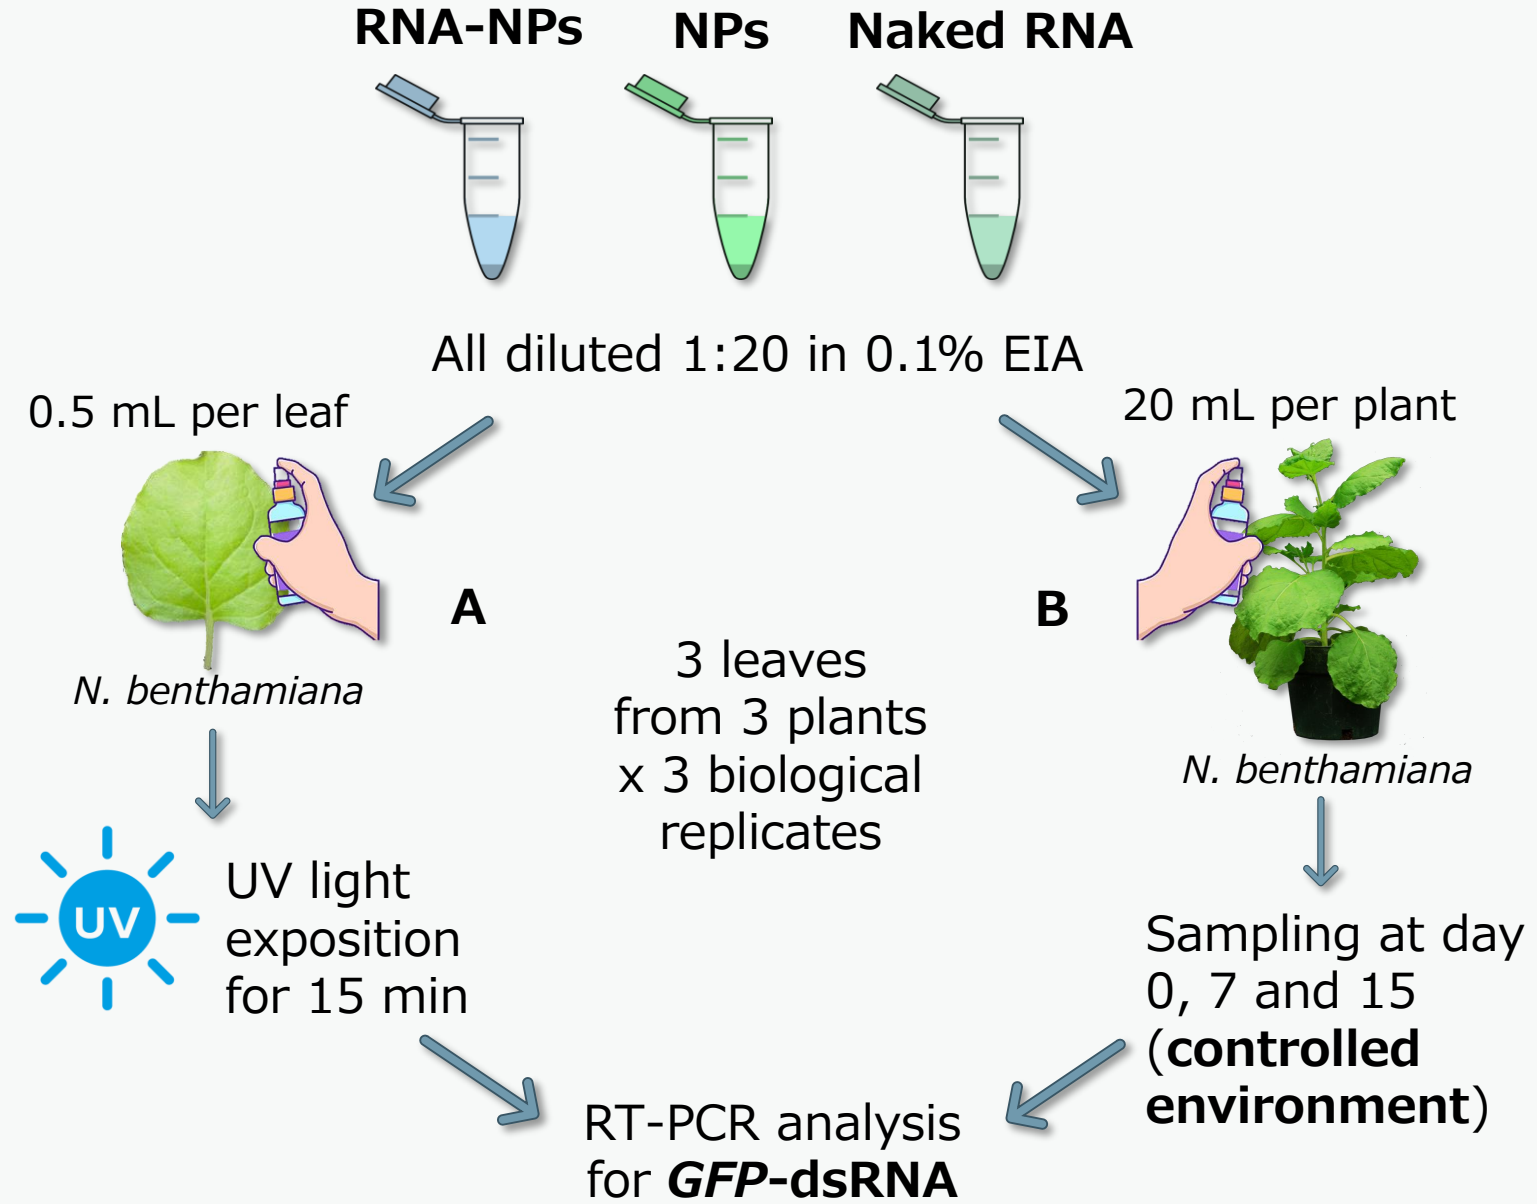 RNA-NPs
NPs
Naked RNA
All diluted 1:20 in 0.1% EIA
0.5 mL per leaf
20 mL per plant
A
B
N. benthamiana
3 leaves
from 3 plants
x 3 biological
replicates
N. benthamiana
UV
UV light
exposition
for 15 min
Sampling at day
0, 7 and 15
(controlled
environment)
RT-PCR analysis
for GFP-dsRNA